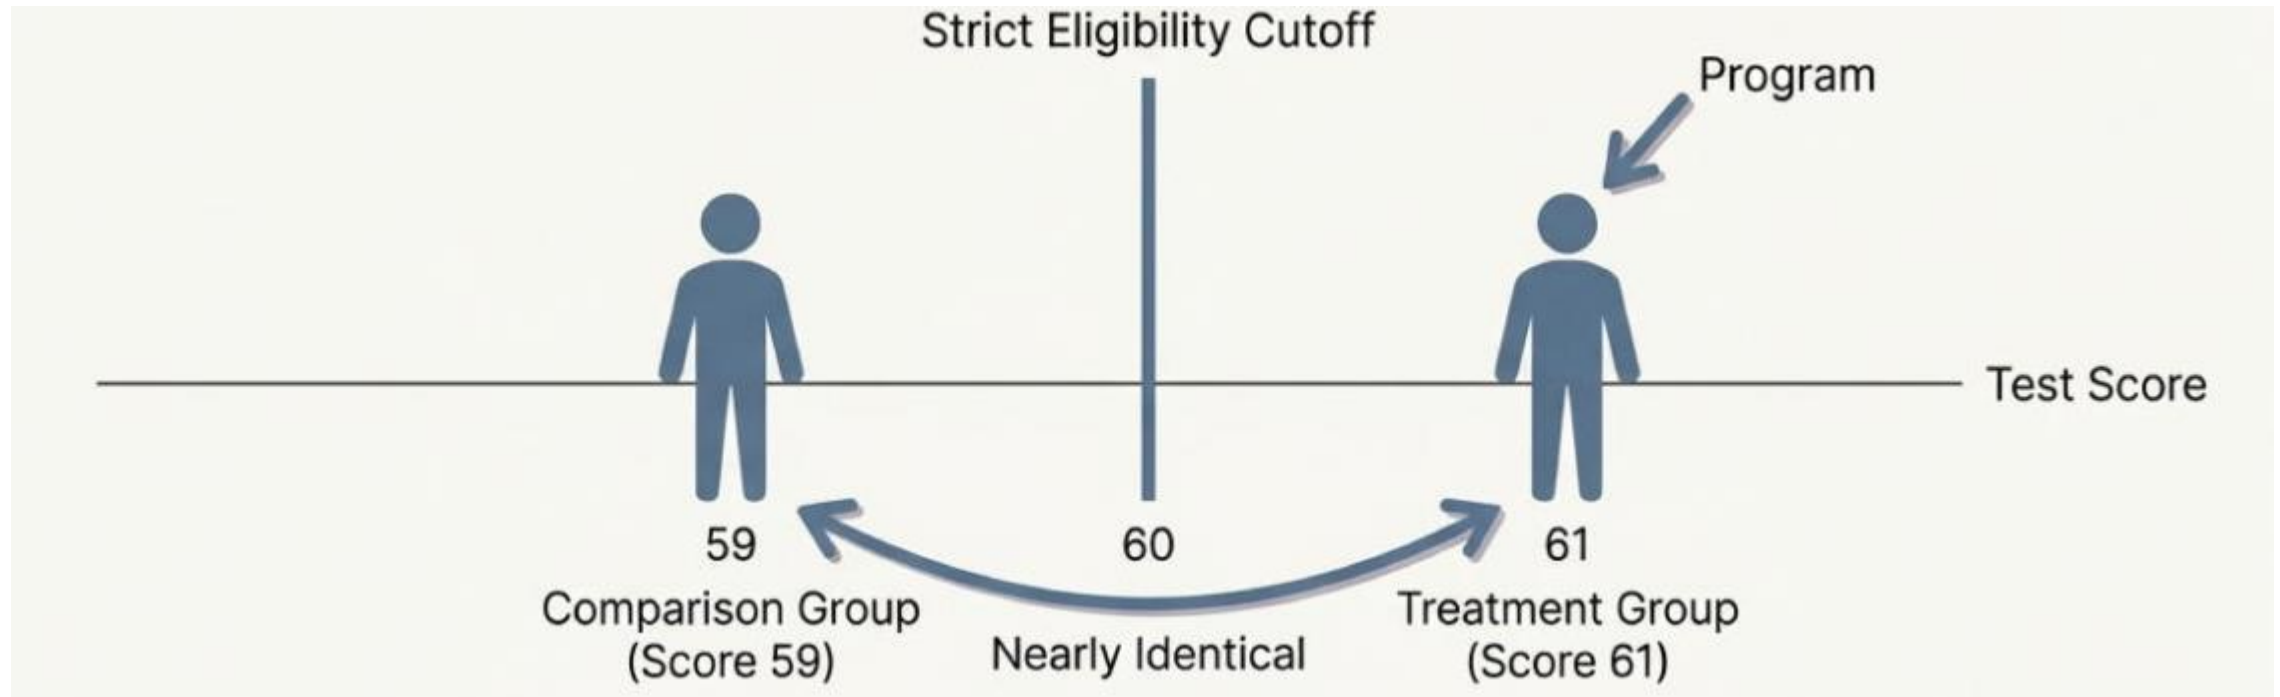 Strict Eligibility Cutoff
Program
Test Score
59
60
61
Comparison Group
(Score 59)
Nearly Identical
Treatment Group
(Score 61)